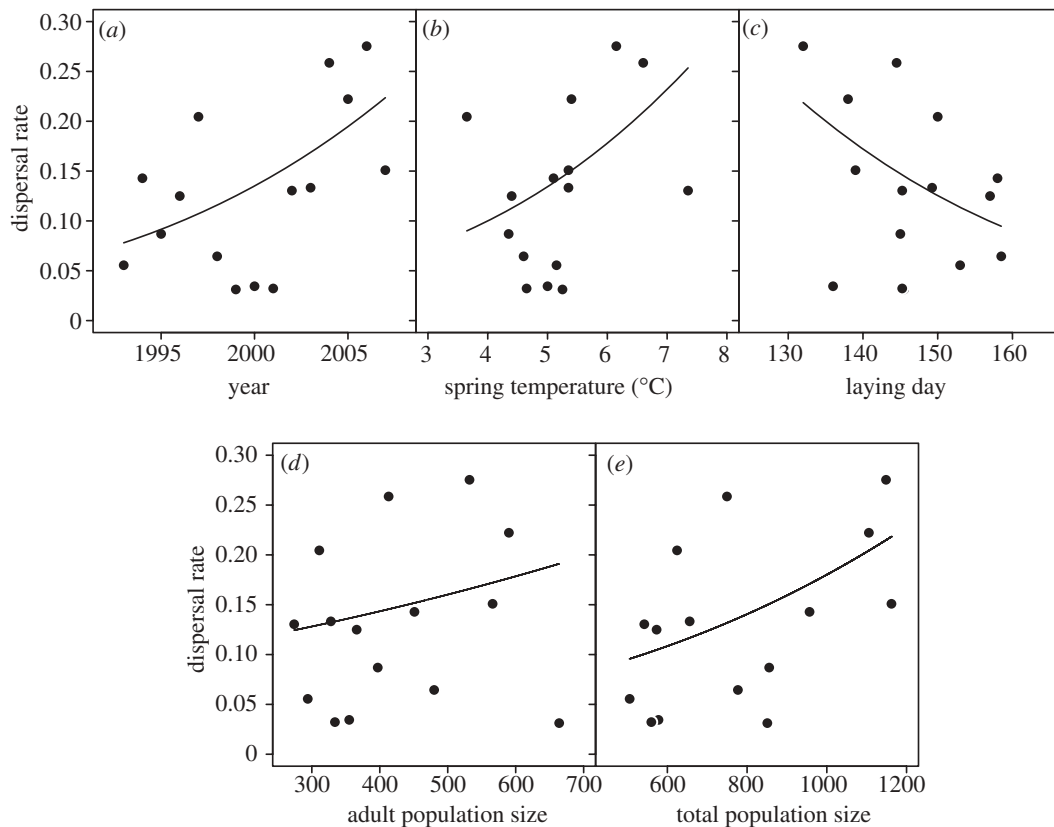 (a) (b) (c)
0.30
0.25
0.20
0.15
0.10
0.05
0
dispersal rate
1995 2000 2005 3 4 5 6 7 8 130 140 150 160
year spring temperature (°C) laying day
(d) (e)
0.30
0.25
0.20
0.15
0.10
0.05
0
dispersal rate
300 400 500 600 700 600 800 1000 1200
adult population size total population size